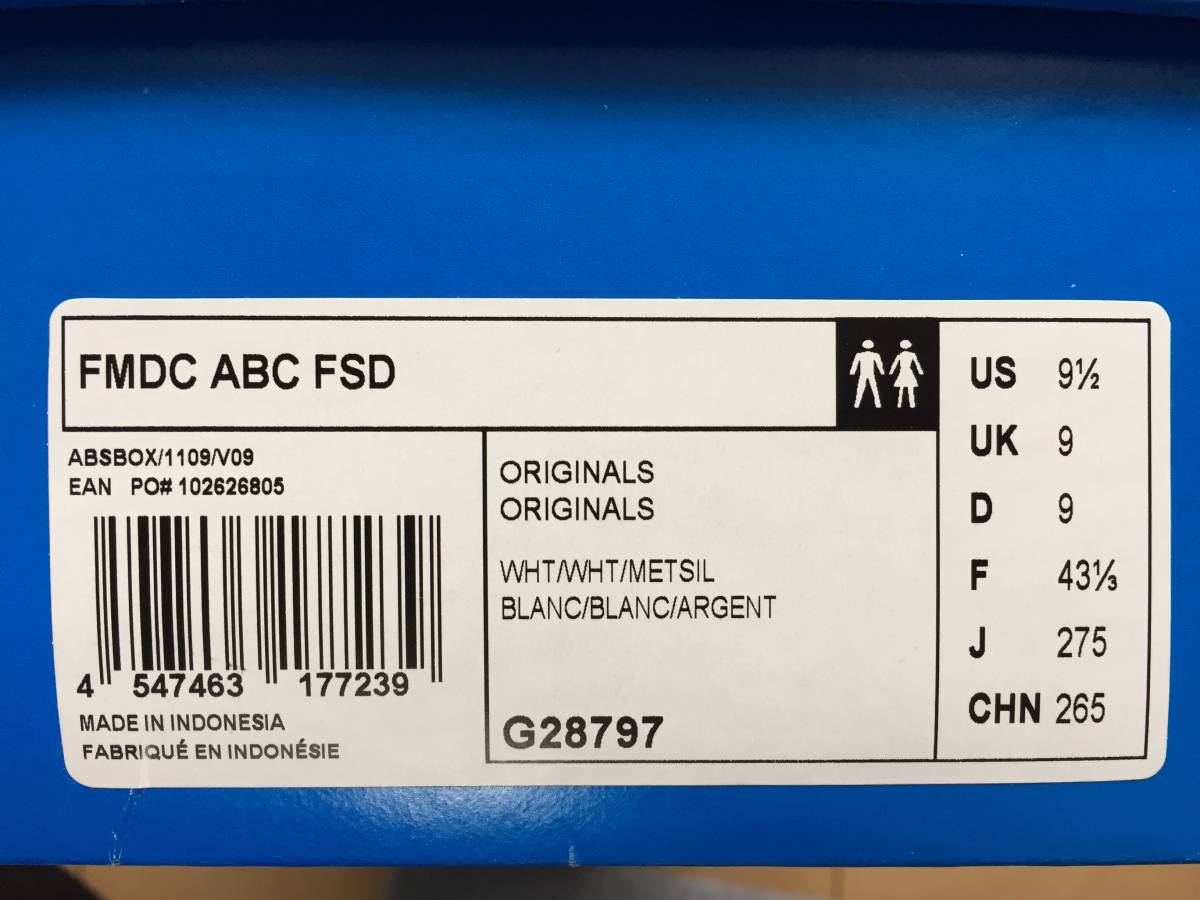 FMDC ABC FSD
ABSBOX/1109/V09
EAN PO# 102626805
4 547463 177239
MADE IN INDONESIA
FABRIQUÉ EN INDONÉSIE
ORIGINALS
ORIGINALS
WHT/WHT/METSIL
BLANC/BLANC/ARGENT
G28797
US 9½
UK 9
D 9
F 43⅓
J 275
CHN 265